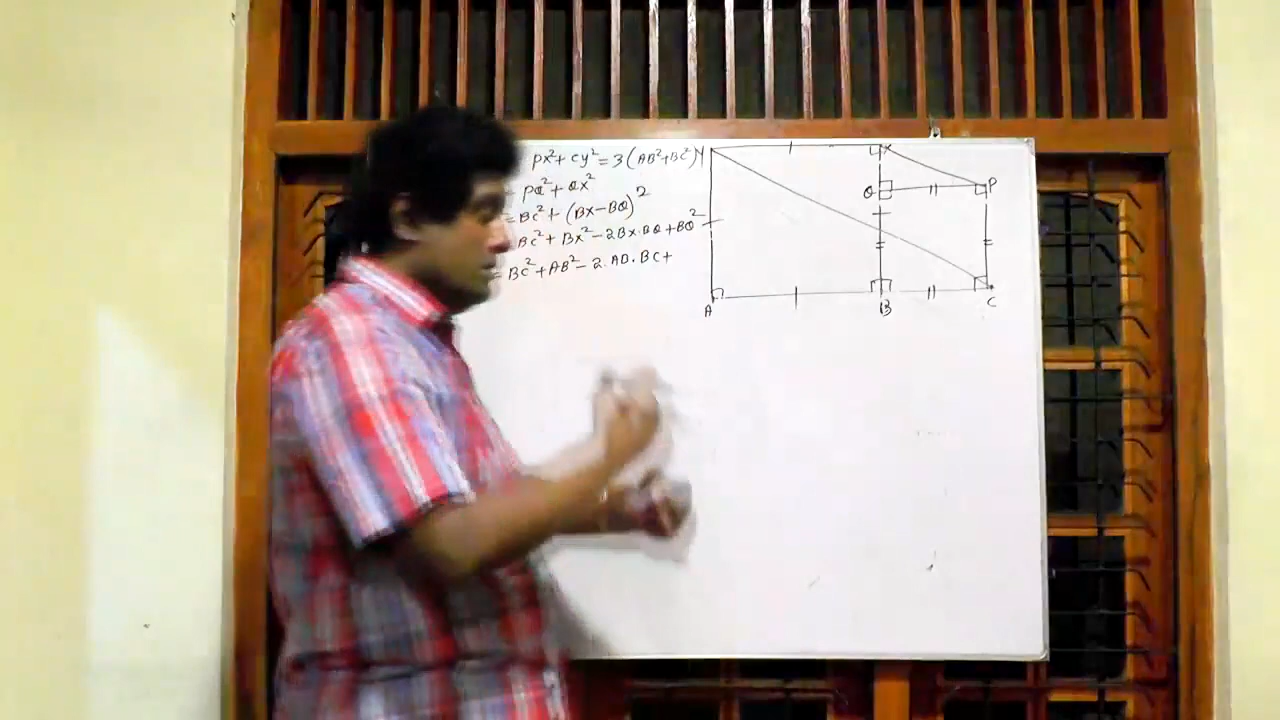 PX² + CY² = 3(AB² + BC²)
= PQ² + QX²
= BC² + (BX - BQ)²
BC² + BX² - 2BX·BQ + BQ²
= BC² + AB² - 2·AB·BC +
Y
X
Q
P
A
B
C